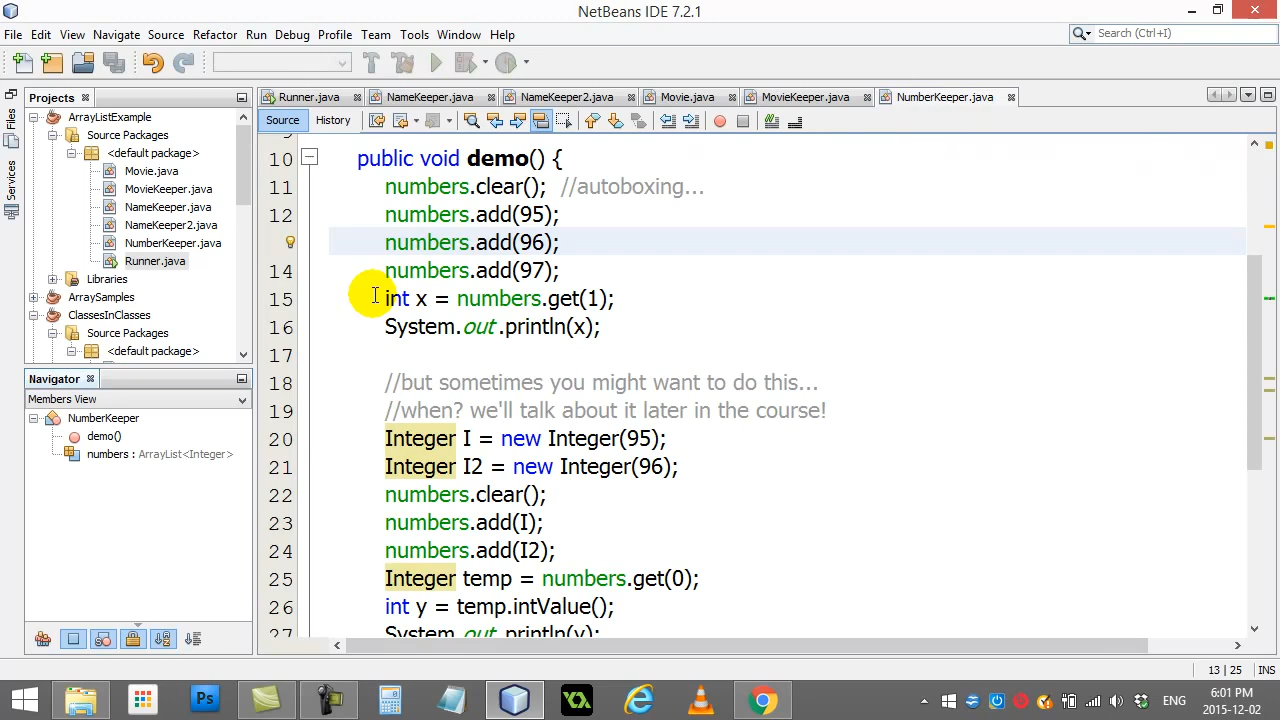 NetBeans IDE 7.2.1
File Edit View Navigate Source Refactor Run Debug Profile Team Tools Window Help
Search (Ctrl+I)
Projects
Runner.java NameKeeper.java NameKeeper2.java Movie.java MovieKeeper.java NumberKeeper.java
Source History
Files
Services
ArrayListExample
Source Packages
<default package>
Movie.java
MovieKeeper.java
NameKeeper.java
NameKeeper2.java
NumberKeeper.java
Runner.java
Libraries
ArraySamples
ClassesInClasses
Source Packages
<default package>
Navigator
Members View
NumberKeeper
demo()
numbers : ArrayList<Integer>
10 public void demo() {
11 numbers.clear(); //autoboxing...
12 numbers.add(95);
numbers.add(96);
14 numbers.add(97);
15 int x = numbers.get(1);
16 System.out.println(x);
17
18 //but sometimes you might want to do this...
19 //when? we'll talk about it later in the course!
20 Integer I = new Integer(95);
21 Integer I2 = new Integer(96);
22 numbers.clear();
23 numbers.add(I);
24 numbers.add(I2);
25 Integer temp = numbers.get(0);
26 int y = temp.intValue();
27 System.out.println(y);
13 | 25 INS
Ps
ENG
6:01 PM
2015-12-02